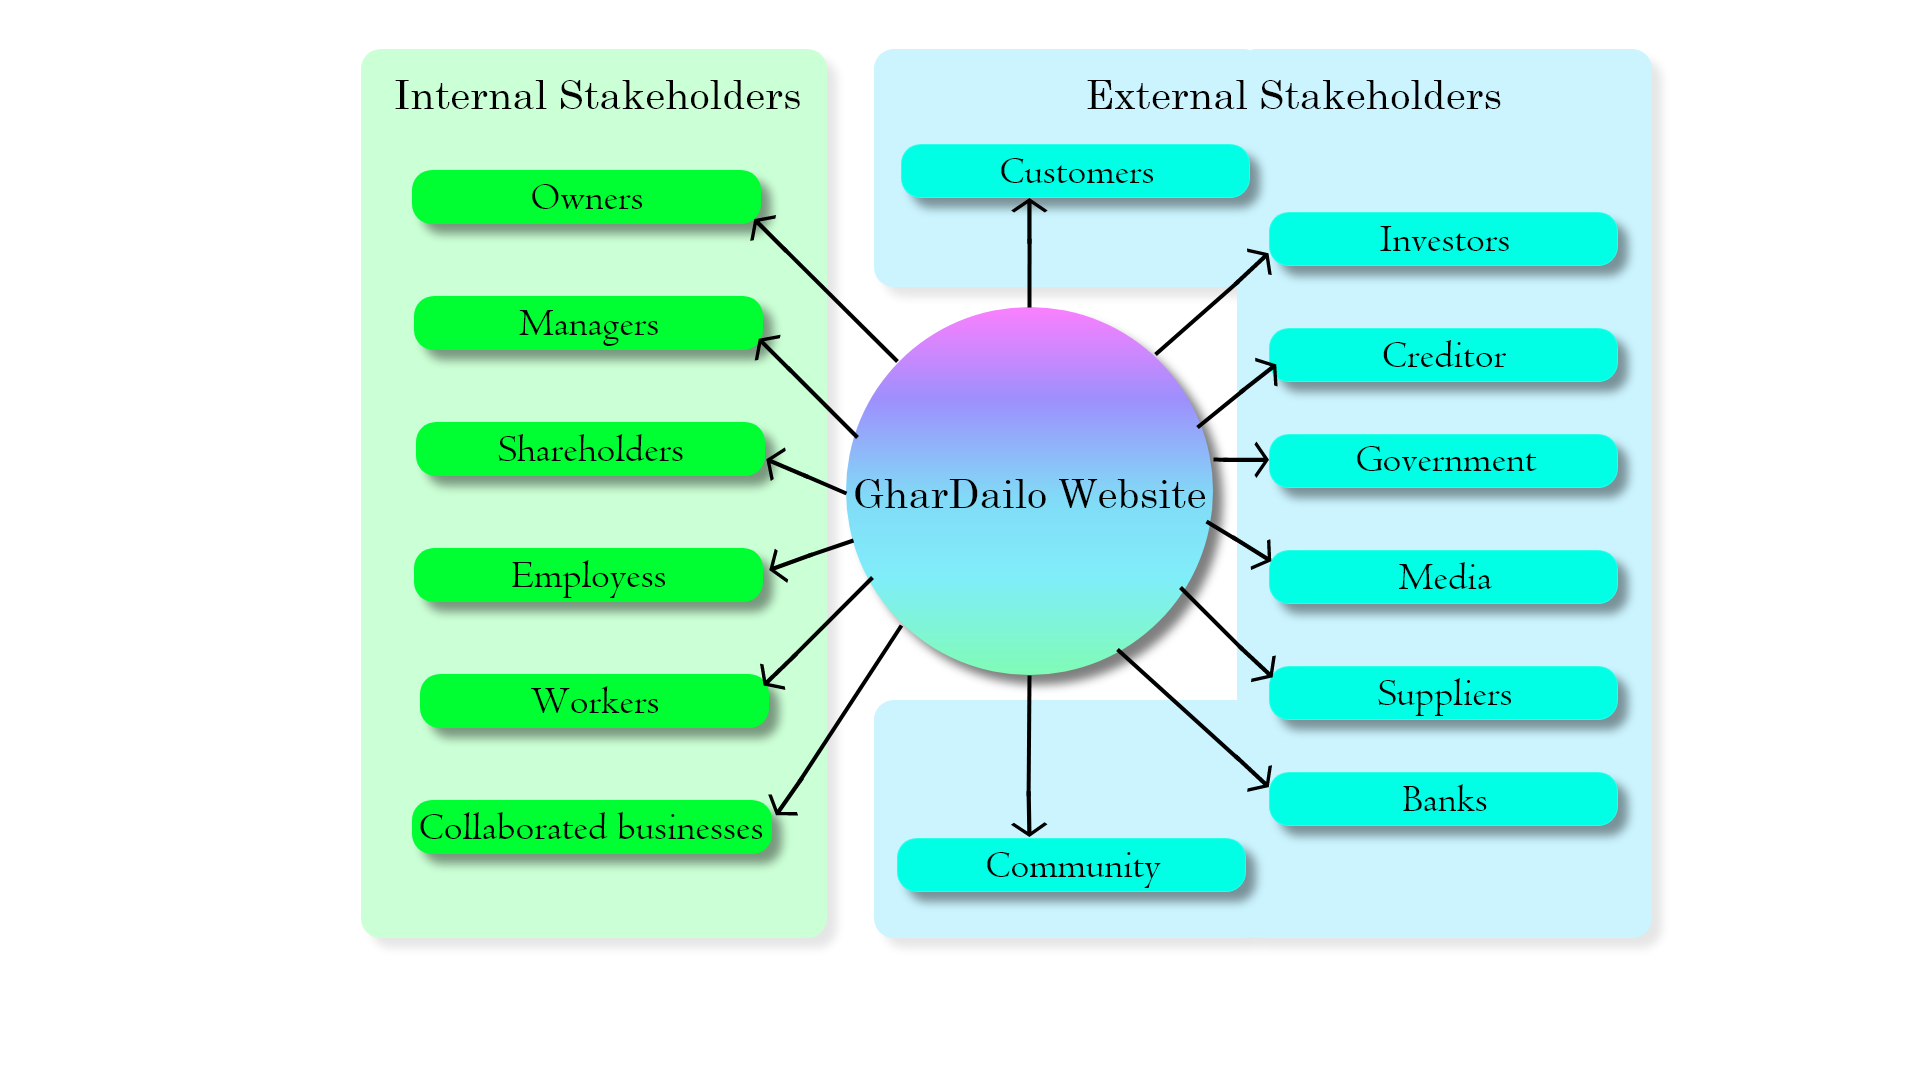 Internal Stakeholders
Owners
Managers
Shareholders
Employess
Workers
Collaborated businesses
GharDailo Website
External Stakeholders
Customers
Investors
Creditor
Government
Media
Suppliers
Banks
Community